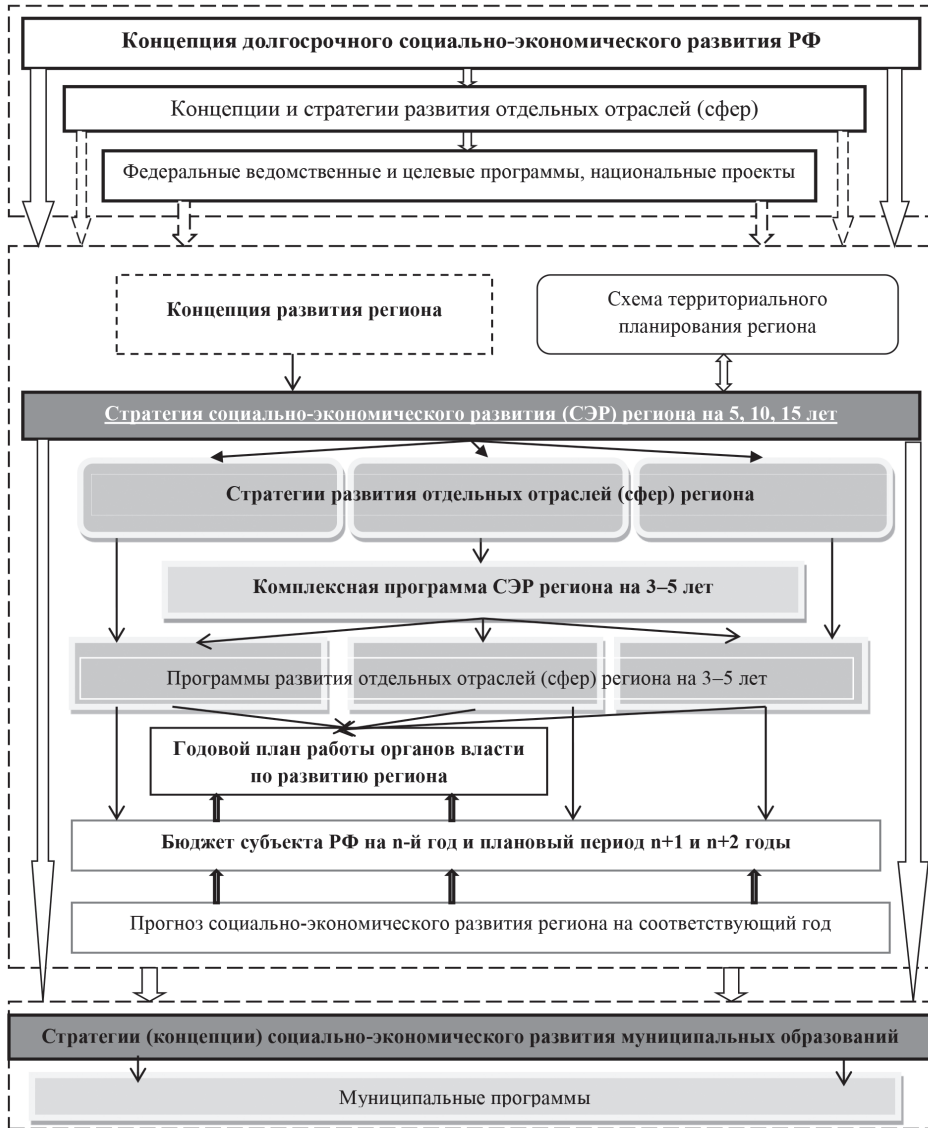 Концепция долгосрочного социально-экономического развития РФ
Концепции и стратегии развития отдельных отраслей (сфер)
Федеральные ведомственные и целевые программы, национальные проекты
Концепция развития региона
Схема территориального
планирования региона
Стратегия социально-экономического развития (СЭР) региона на 5, 10, 15 лет
Стратегии развития отдельных отраслей (сфер) региона
Комплексная программа СЭР региона на 3–5 лет
Программы развития отдельных отраслей (сфер) региона на 3–5 лет
Годовой план работы органов власти
по развитию региона
Бюджет субъекта РФ на n-й год и плановый период n+1 и n+2 годы
Прогноз социально-экономического развития региона на соответствующий год
Стратегии (концепции) социально-экономического развития муниципальных образований
Муниципальные программы